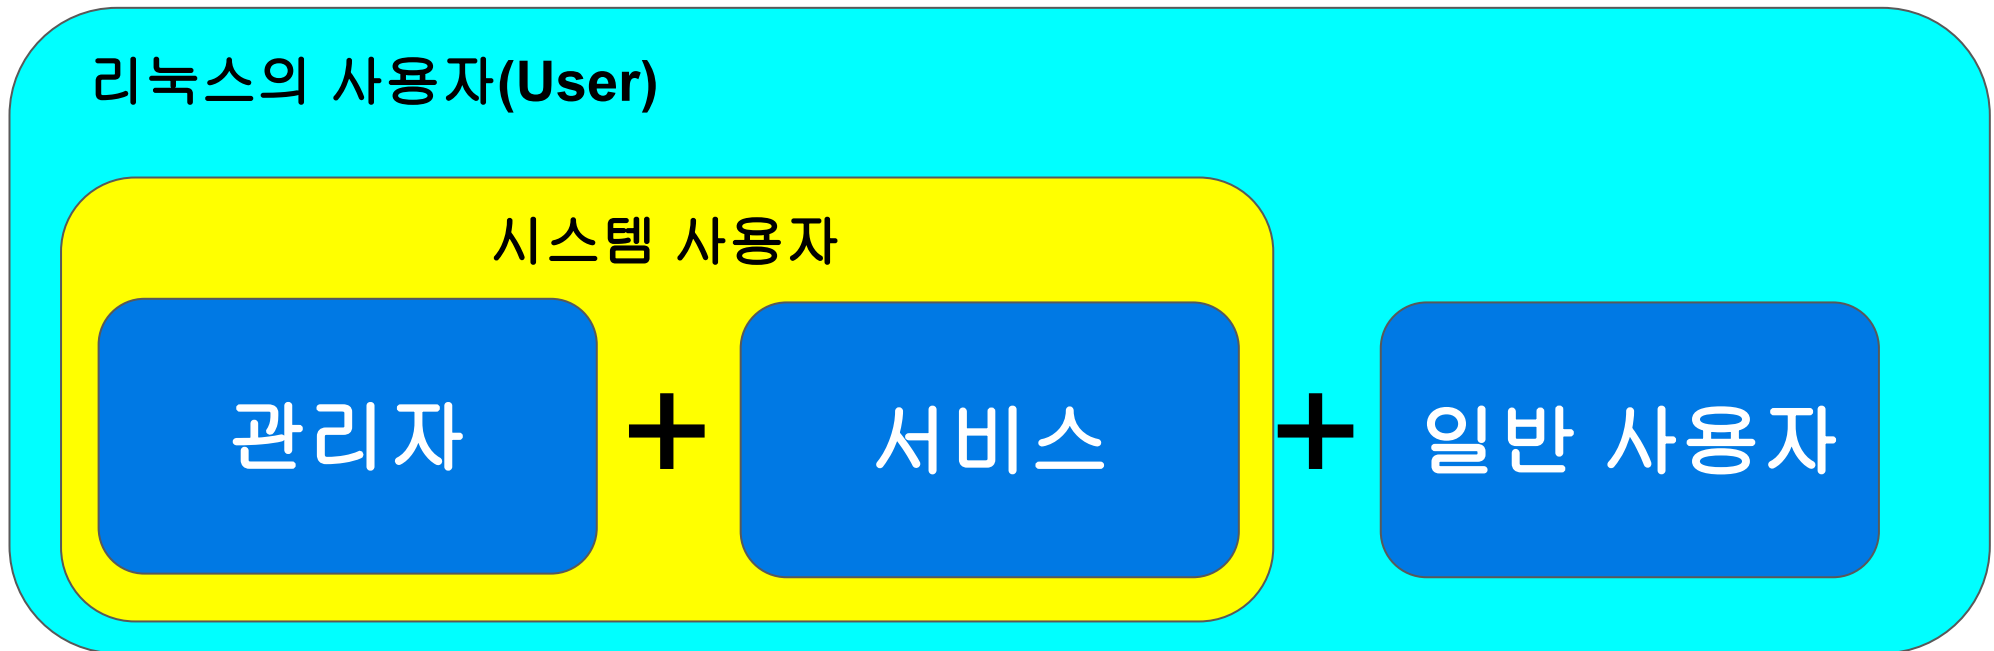 리눅스의 사용자(User)
시스템 사용자
관리자 + 서비스 + 일반 사용자